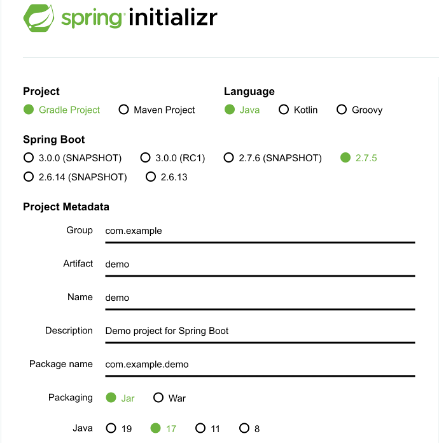 spring initializr
Project
Language
Gradle Project Maven Project
Java Kotlin Groovy
Spring Boot
3.0.0 (SNAPSHOT) 3.0.0 (RC1) 2.7.6 (SNAPSHOT) 2.7.5
2.6.14 (SNAPSHOT) 2.6.13
Project Metadata
Group com.example
Artifact demo
Name demo
Description Demo project for Spring Boot
Package name com.example.demo
Packaging Jar War
Java 19 17 11 8